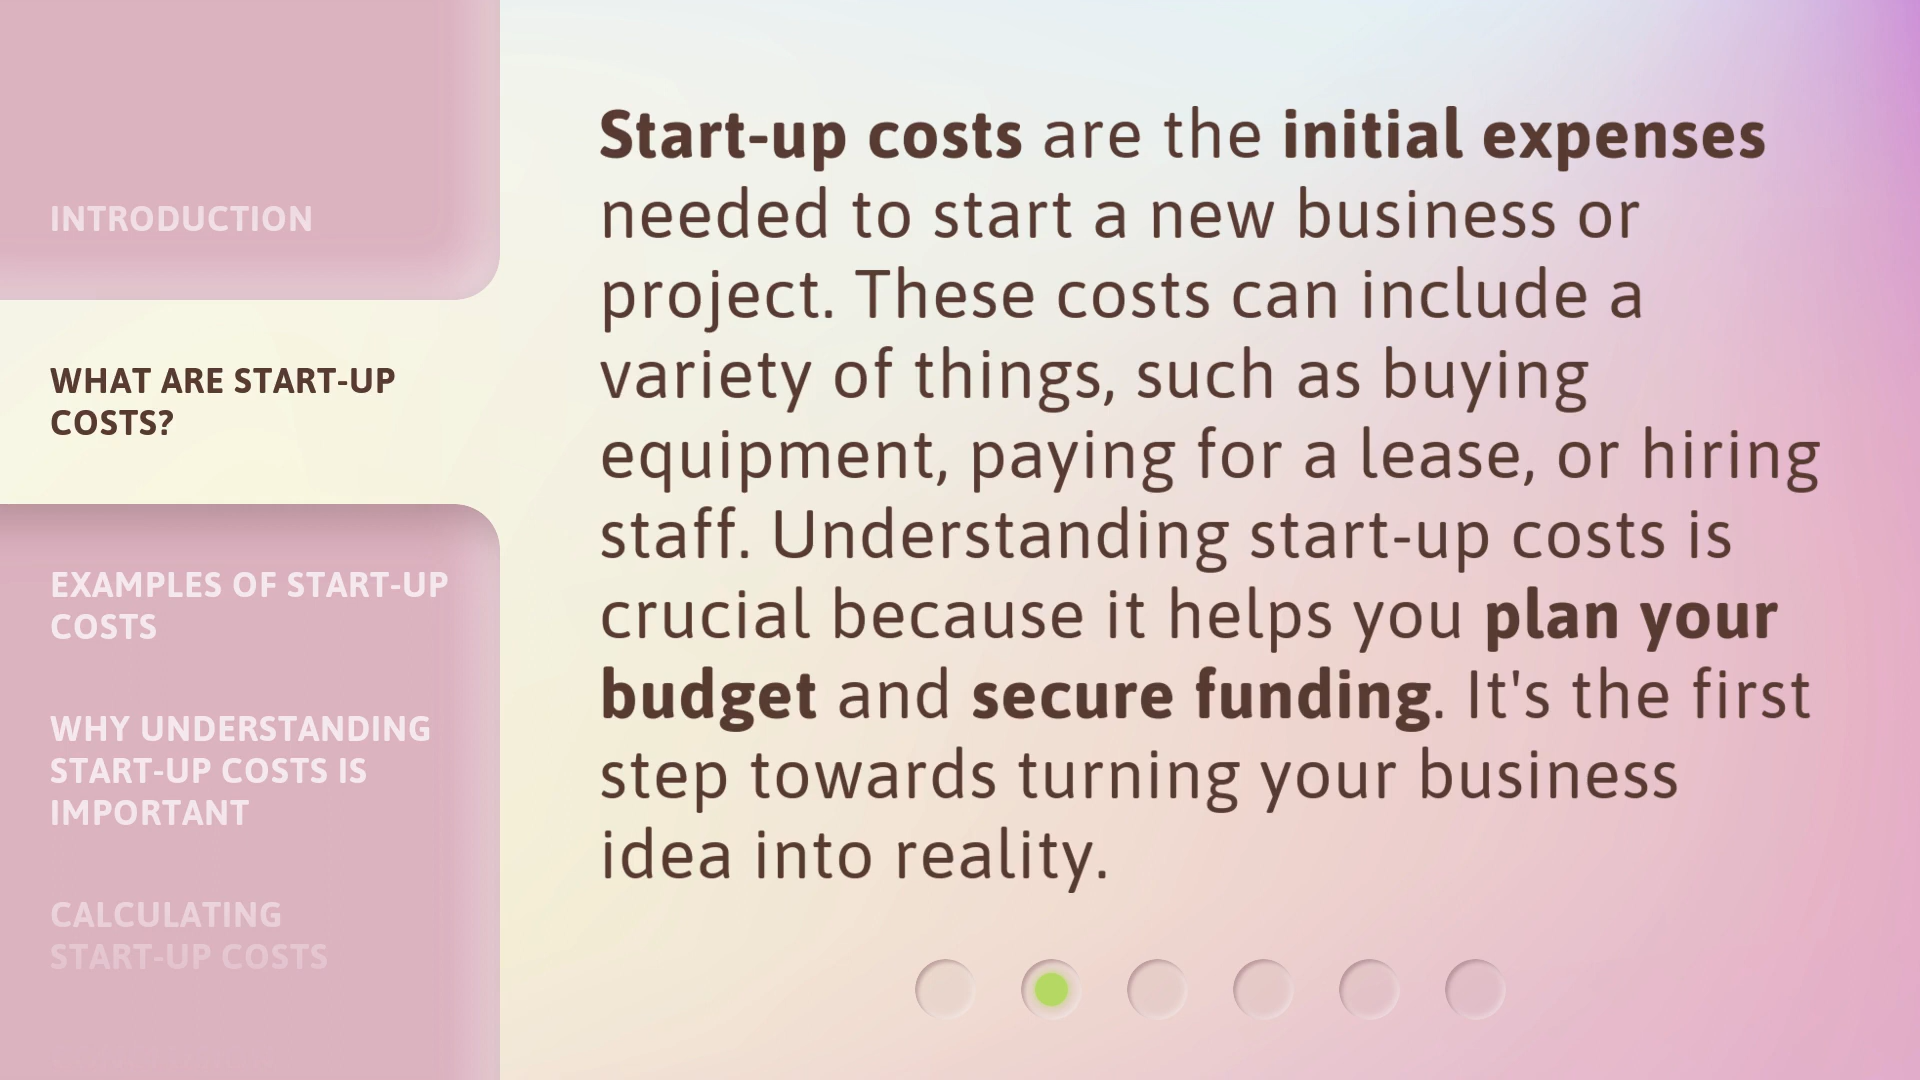 INTRODUCTION
WHAT ARE START-UP
COSTS?
EXAMPLES OF START-UP
COSTS
WHY UNDERSTANDING
START-UP COSTS IS
IMPORTANT
CALCULATING
START-UP COSTS
Start-up costs are the initial expenses
needed to start a new business or
project. These costs can include a
variety of things, such as buying
equipment, paying for a lease, or hiring
staff. Understanding start-up costs is
crucial because it helps you plan your
budget and secure funding. It's the first
step towards turning your business
idea into reality.